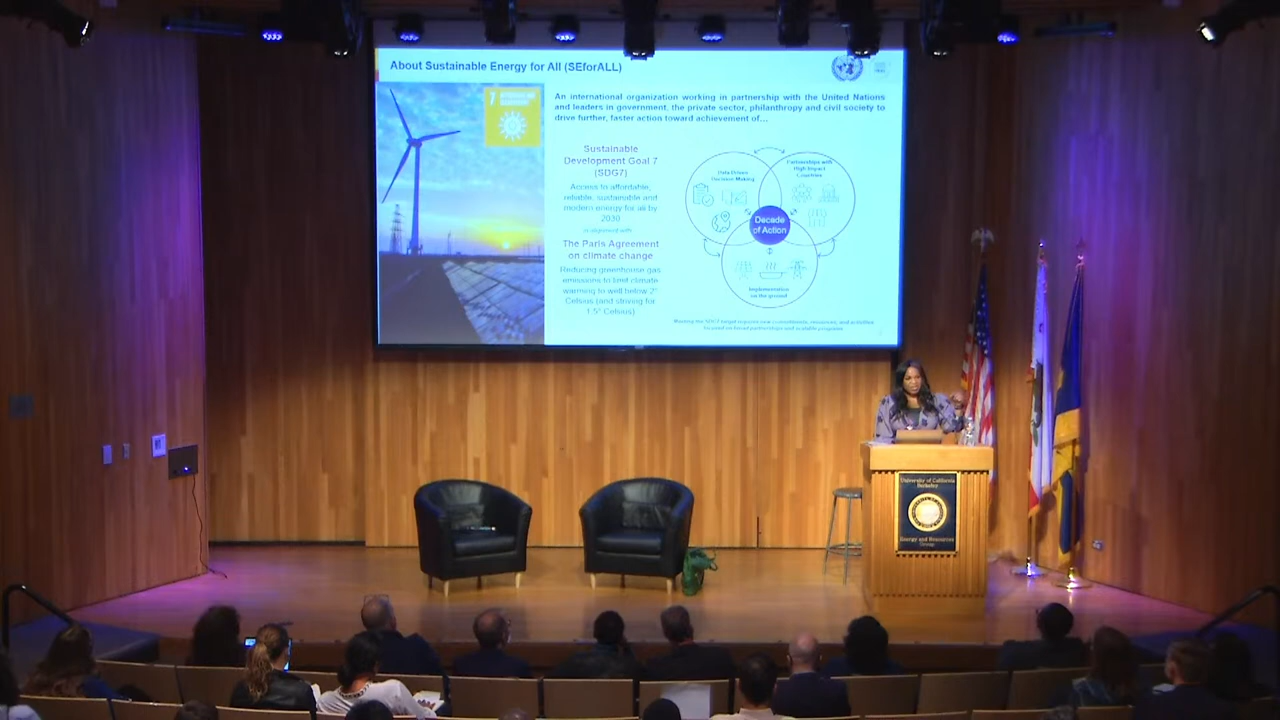 About Sustainable Energy for All (SEforALL)
7
An international organization working in partnership with the United Nations
and leaders in government, the private sector, philanthropy and civil society to
drive further, faster action toward achievement of...
Sustainable
Development Goal 7
(SDG7)
Access to affordable,
reliable, sustainable and
modern energy for all by
2030
The Paris Agreement
on climate change
Reducing greenhouse gas
emissions to limit climate
warming to well below 2°
Celsius (and striving for
1.5° Celsius)
Data Driven
Decision-Making
Partnerships with
High Impact
Countries
Decade
of Action
Implementation
on the ground
University of California
Berkeley
Energy and Resources
Group